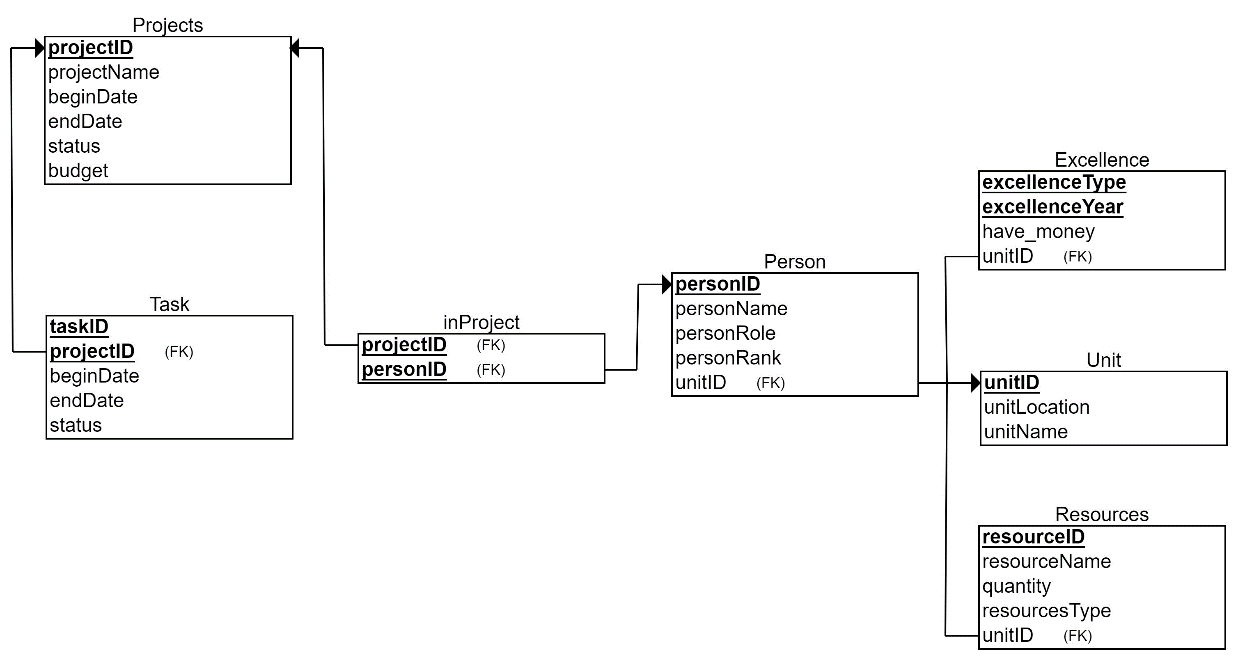 Projects
projectID
projectName
beginDate
endDate
status
budget
Task
taskID
projectID (FK)
beginDate
endDate
status
inProject
projectID (FK)
personID (FK)
Person
personID
personName
personRole
personRank
unitID (FK)
Excellence
excellenceType
excellenceYear
have_money
unitID (FK)
Unit
unitID
unitLocation
unitName
Resources
resourceID
resourceName
quantity
resourcesType
unitID (FK)